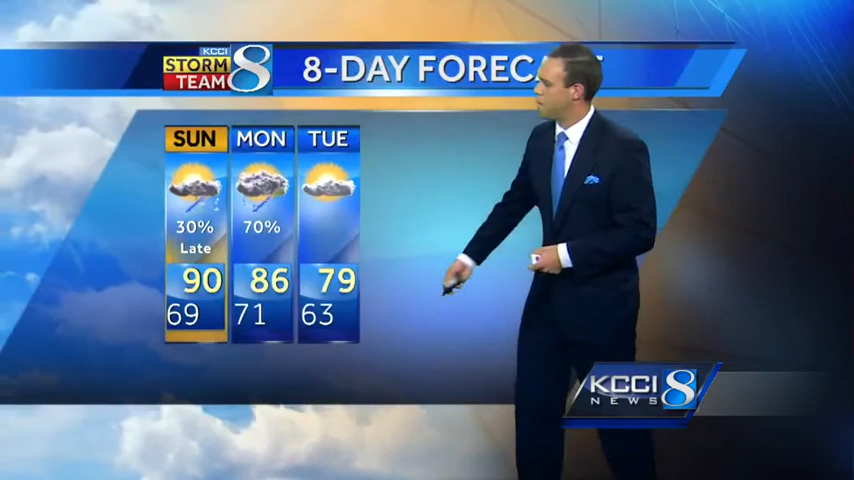 KCCI
STORM
TEAM
8
8-DAY FOREC
SUN MON TUE
30% 70%
Late
90 86 79
69 71 63
KCCI 8
NEWS